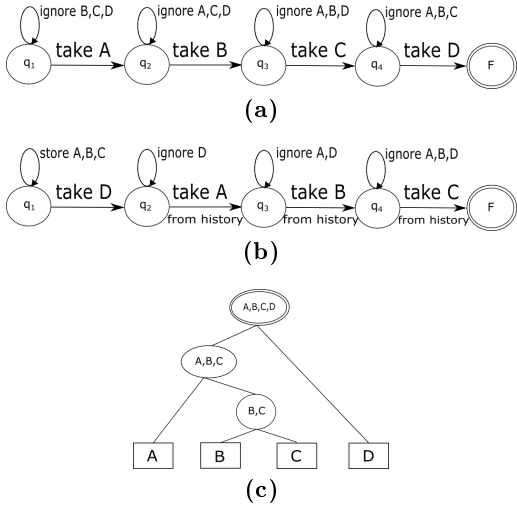 ignore B,C,D ignore A,C,D ignore A,B,D ignore A,B,C
take A take B take C take D
q1 q2 q3 q4 F
(a)
store A,B,C ignore D ignore A,D ignore A,B,D
take D take A take B take C
q1 q2 q3 q4 F
from history from history from history
(b)
A,B,C,D
A,B,C
B,C
A B C D
(c)